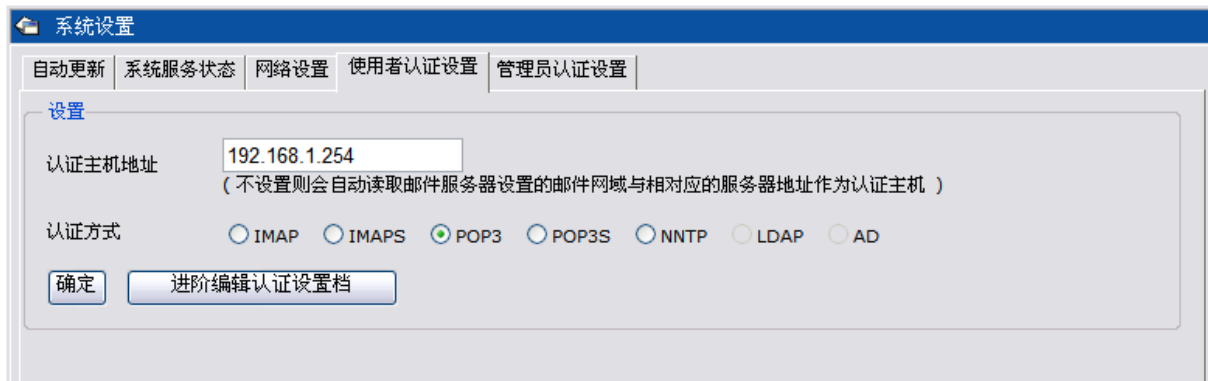 系统设置
自动更新 系统服务状态 网络设置 使用者认证设置 管理员认证设置
设置
认证主机地址 192.168.1.254
( 不设置则会自动读取邮件服务器设置的邮件网域与相对应的服务器地址作为认证主机 )
认证方式 IMAP IMAPS POP3 POP3S NNTP LDAP AD
确定 进阶编辑认证设置档